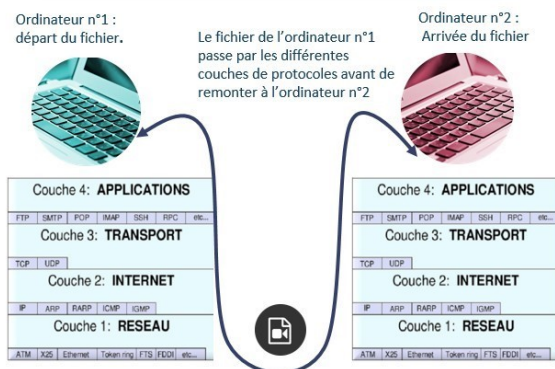 Ordinateur n°1 :
départ du fichier.
Le fichier de l'ordinateur n°1
passe par les différentes
couches de protocoles avant de
remonter à l'ordinateur n°2
Ordinateur n°2 :
Arrivée du fichier
Couche 4: APPLICATIONS
FTP SMTP POP IMAP SSH RPC etc...
Couche 3: TRANSPORT
TCP UDP
Couche 2: INTERNET
IP ARP RARP ICMP IGMP
Couche 1: RESEAU
ATM X25 Ethernet Token ring FTS FDDI etc...
Couche 4: APPLICATIONS
FTP SMTP POP IMAP SSH RPC etc...
Couche 3: TRANSPORT
TCP UDP
Couche 2: INTERNET
IP ARP RARP ICMP IGMP
Couche 1: RESEAU
ATM X25 Ethernet Token ring FTS FDDI etc...